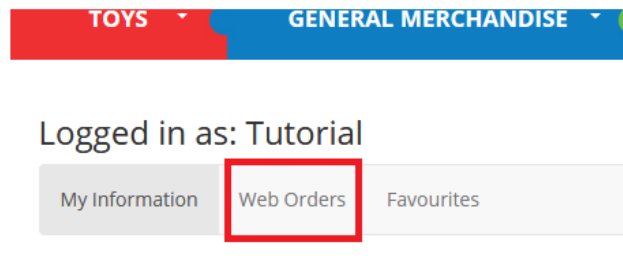 TOYS GENERAL MERCHANDISE
Logged in as: Tutorial
My Information Web Orders Favourites